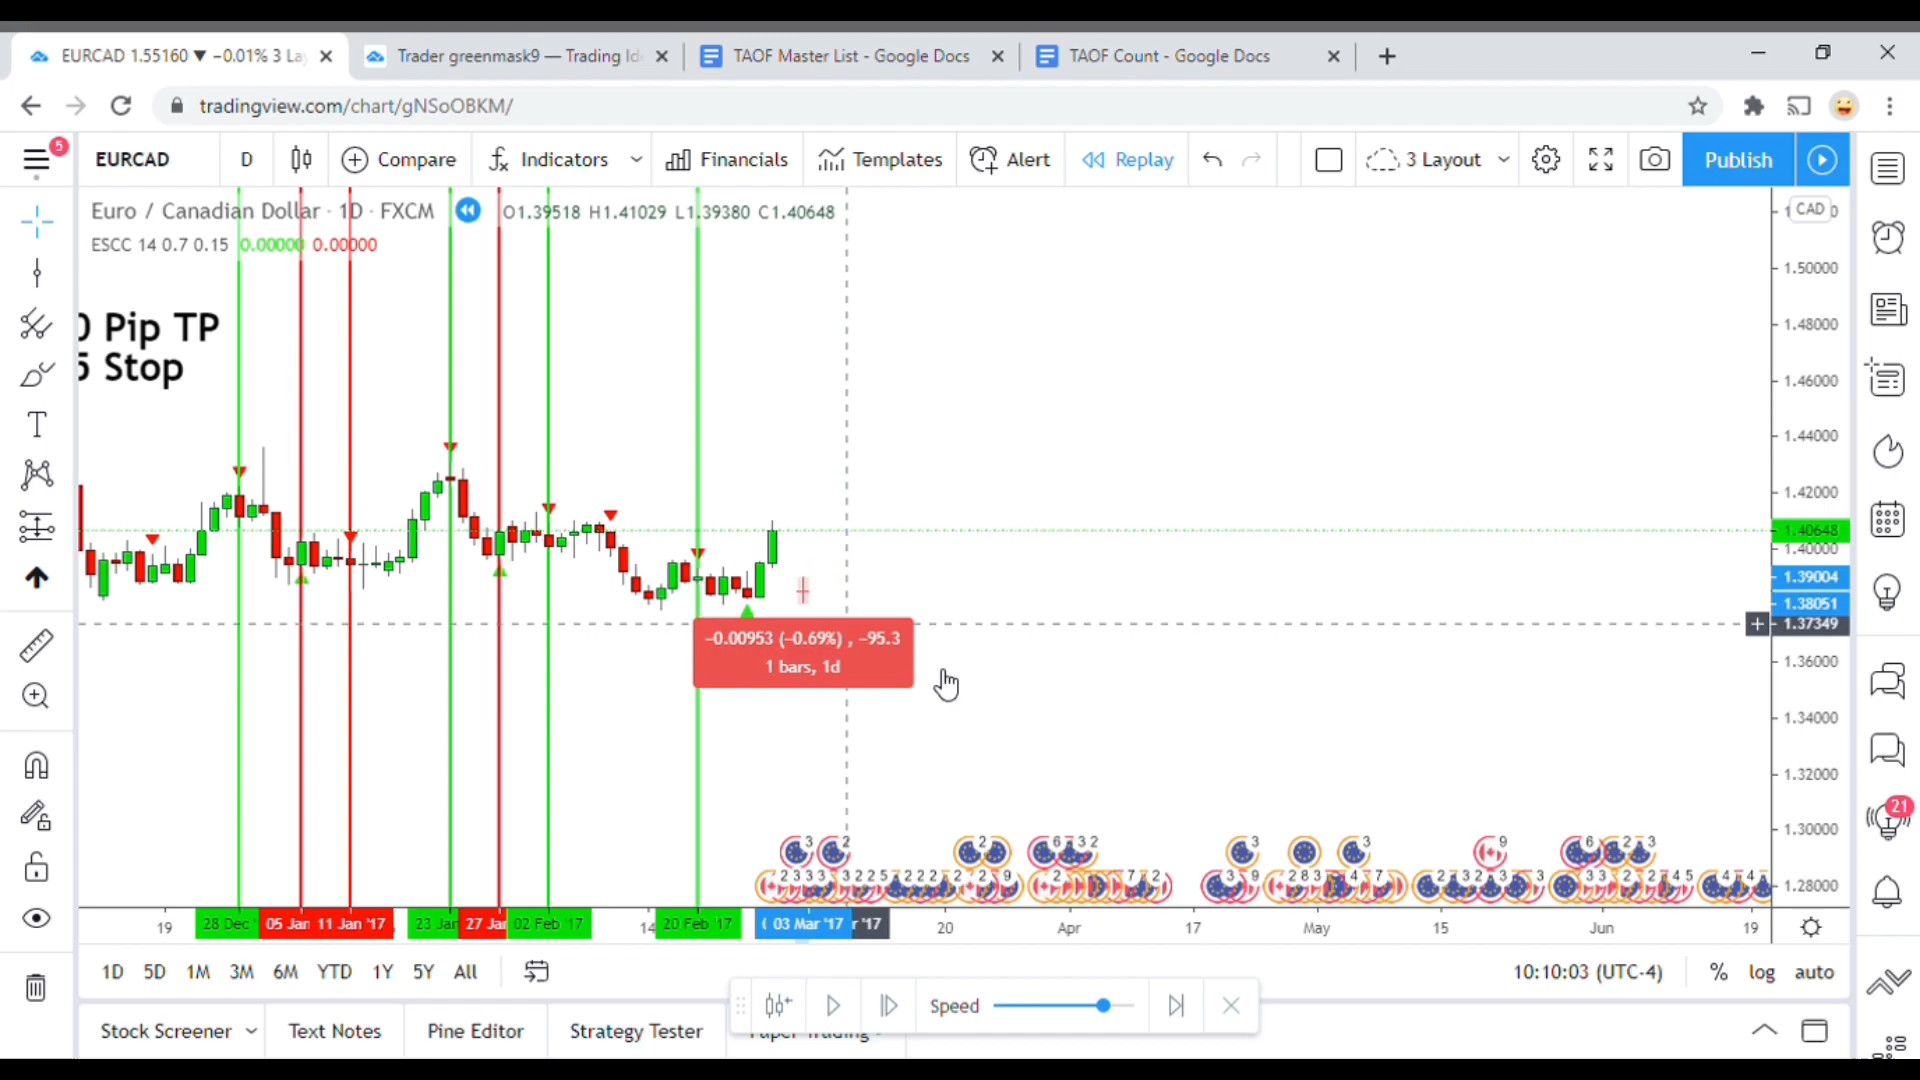 EURCAD 1.55160 ▼ −0.01% 3 La
Trader greenmask9 — Trading Id
TAOF Master List - Google Docs
TAOF Count - Google Docs
tradingview.com/chart/gNSoOBKM/
5
EURCAD
D
Compare
Indicators
Financials
Templates
Alert
Replay
3 Layout
Publish
Euro / Canadian Dollar · 1D · FXCM
O1.39518 H1.41029 L1.39380 C1.40648
CAD
ESCC 14 0.7 0.15 0.00000 0.00000
1.50000
0 Pip TP
5 Stop
1.48000
1.46000
1.44000
1.42000
1.40648
1.40000
1.39004
1.38051
1.37349
−0.00953 (−0.69%) , −95.3
1 bars, 1d
1.36000
1.34000
1.32000
1.30000
1.28000
21
19
28 Dec '
05 Jan
11 Jan '17
23 Jan
27 Jan
02 Feb '17
14
20 Feb '17
03 Mar '17
r '17
20
Apr
17
May
15
Jun
19
1D 5D 1M 3M 6M YTD 1Y 5Y All
10:10:03 (UTC-4)
% log auto
Speed
Stock Screener
Text Notes
Pine Editor
Strategy Tester
Paper Trading